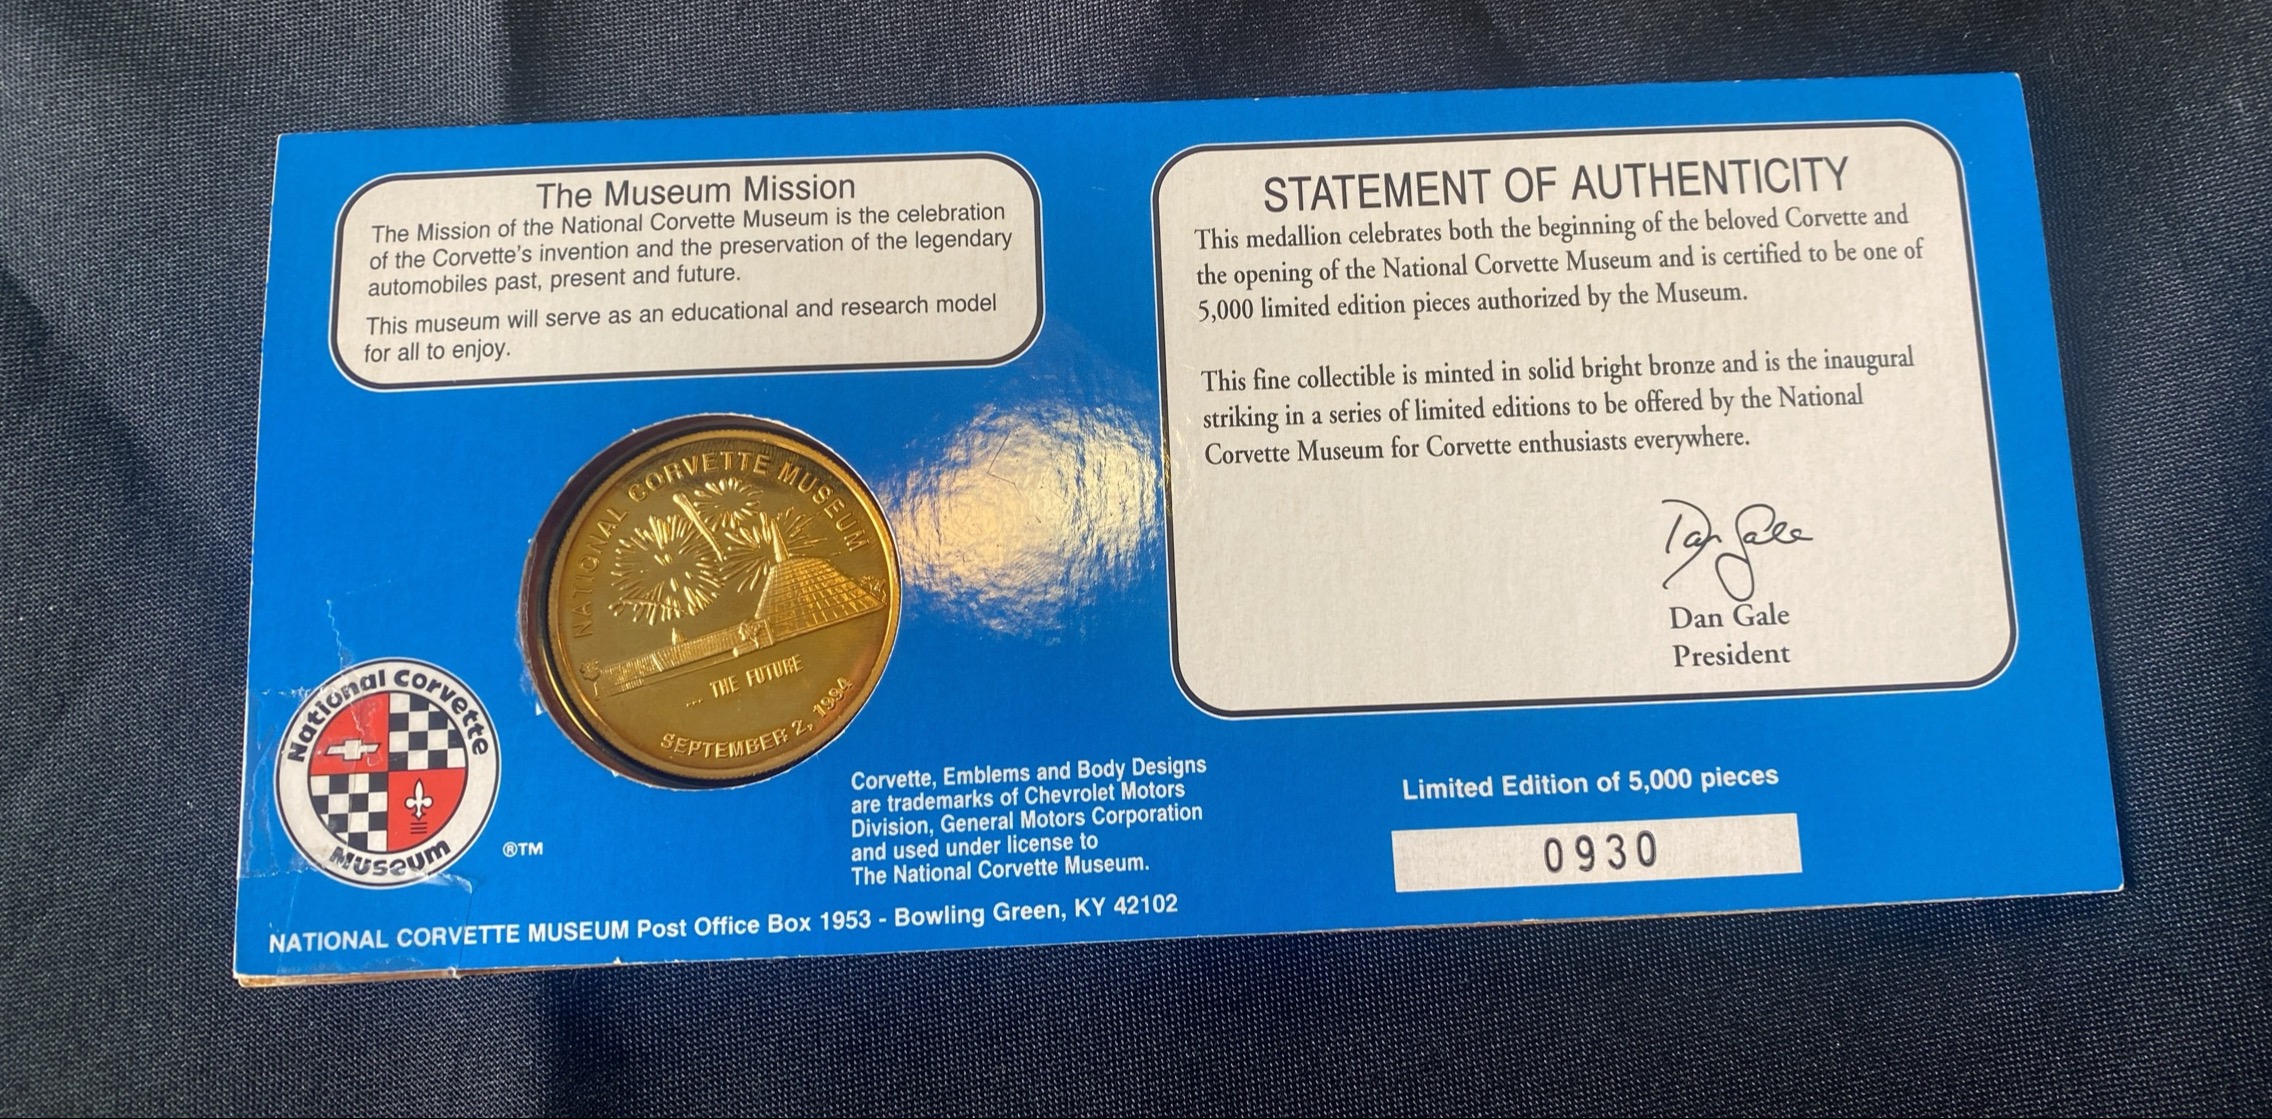 The Museum Mission
The Mission of the National Corvette Museum is the celebration
of the Corvette's invention and the preservation of the legendary
automobiles past, present and future.
This museum will serve as an educational and research model
for all to enjoy.
NATIONAL CORVETTE MUSEUM
... THE FUTURE
SEPTEMBER 2, 1994
National Corvette
Museum
®TM
Corvette, Emblems and Body Designs
are trademarks of Chevrolet Motors
Division, General Motors Corporation
and used under license to
The National Corvette Museum.
NATIONAL CORVETTE MUSEUM Post Office Box 1953 - Bowling Green, KY 42102
STATEMENT OF AUTHENTICITY
This medallion celebrates both the beginning of the beloved Corvette and
the opening of the National Corvette Museum and is certified to be one of
5,000 limited edition pieces authorized by the Museum.
This fine collectible is minted in solid bright bronze and is the inaugural
striking in a series of limited editions to be offered by the National
Corvette Museum for Corvette enthusiasts everywhere.
Dan Gale
Dan Gale
President
Limited Edition of 5,000 pieces
0930